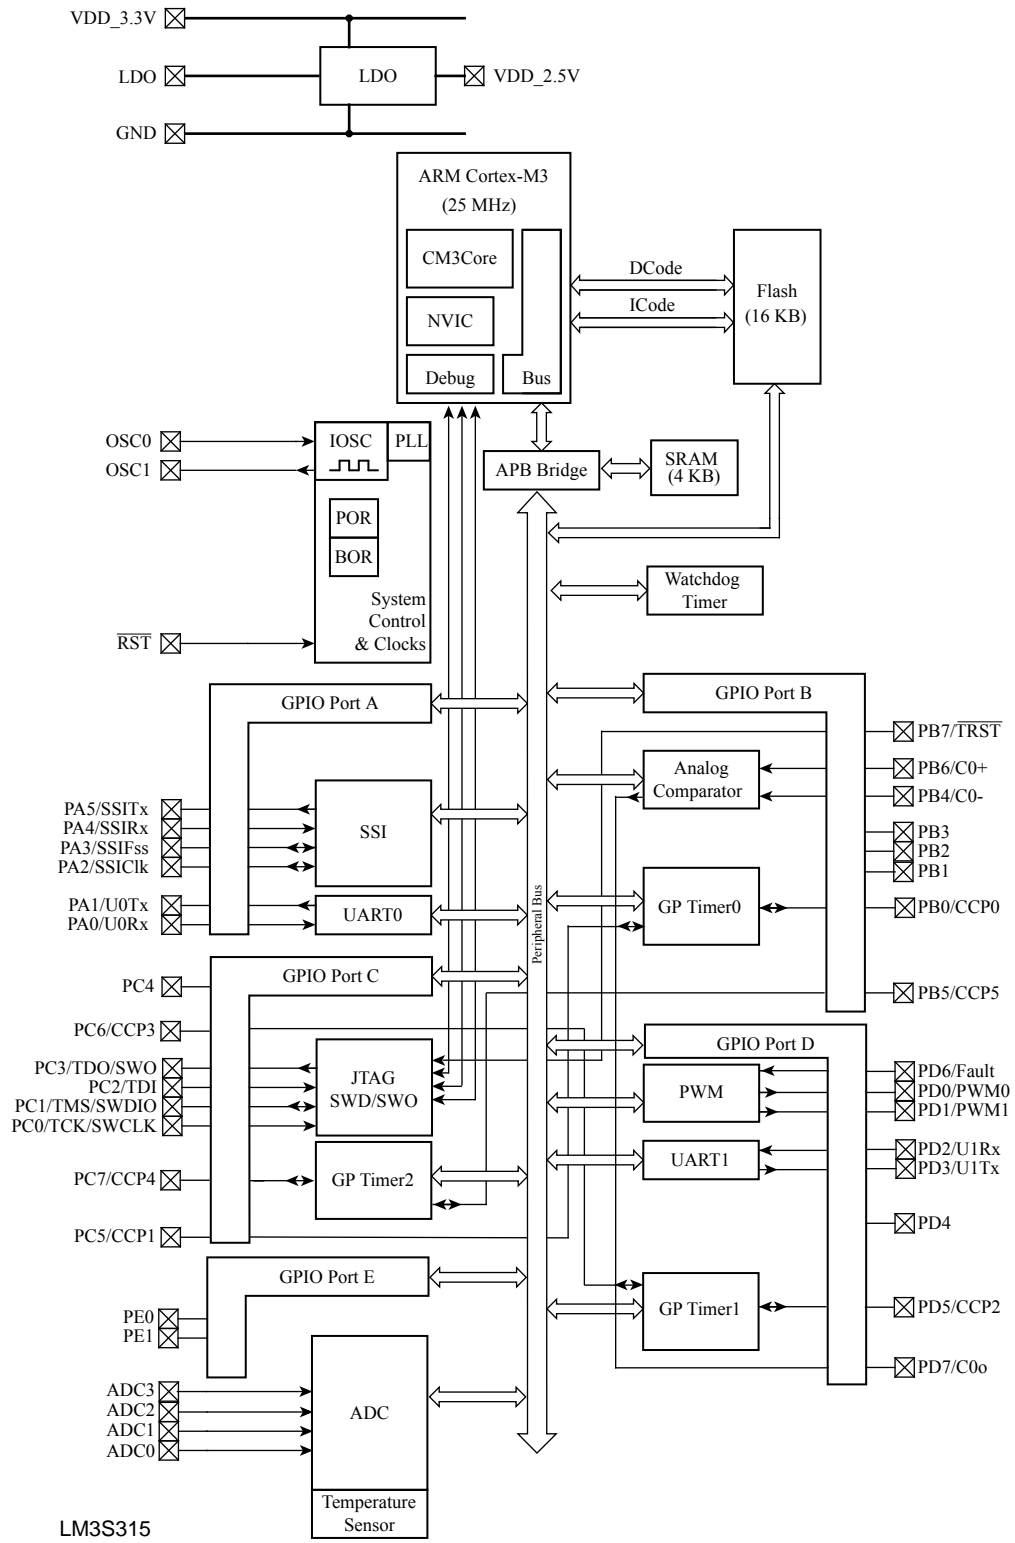 VDD_3.3V
LDO
LDO
VDD_2.5V
GND
ARM Cortex-M3
(25 MHz)
CM3Core
NVIC
Debug
Bus
DCode
ICode
Flash
(16 KB)
OSC0
OSC1
IOSC
PLL
POR
BOR
System
Control
& Clocks
RST
APB Bridge
SRAM
(4 KB)
Watchdog
Timer
Peripheral Bus
GPIO Port A
PA5/SSITx
PA4/SSIRx
PA3/SSIFss
PA2/SSIClk
SSI
PA1/U0Tx
PA0/U0Rx
UART0
GPIO Port B
PB7/TRST
PB6/C0+
PB4/C0-
PB3
PB2
PB1
PB0/CCP0
PB5/CCP5
Analog
Comparator
GP Timer0
GPIO Port C
PC4
PC6/CCP3
PC3/TDO/SWO
PC2/TDI
PC1/TMS/SWDIO
PC0/TCK/SWCLK
PC7/CCP4
PC5/CCP1
JTAG
SWD/SWO
GP Timer2
GPIO Port D
PWM
UART1
GP Timer1
PD6/Fault
PD0/PWM0
PD1/PWM1
PD2/U1Rx
PD3/U1Tx
PD4
PD5/CCP2
PD7/C0o
GPIO Port E
PE0
PE1
ADC3
ADC2
ADC1
ADC0
ADC
Temperature
Sensor
LM3S315